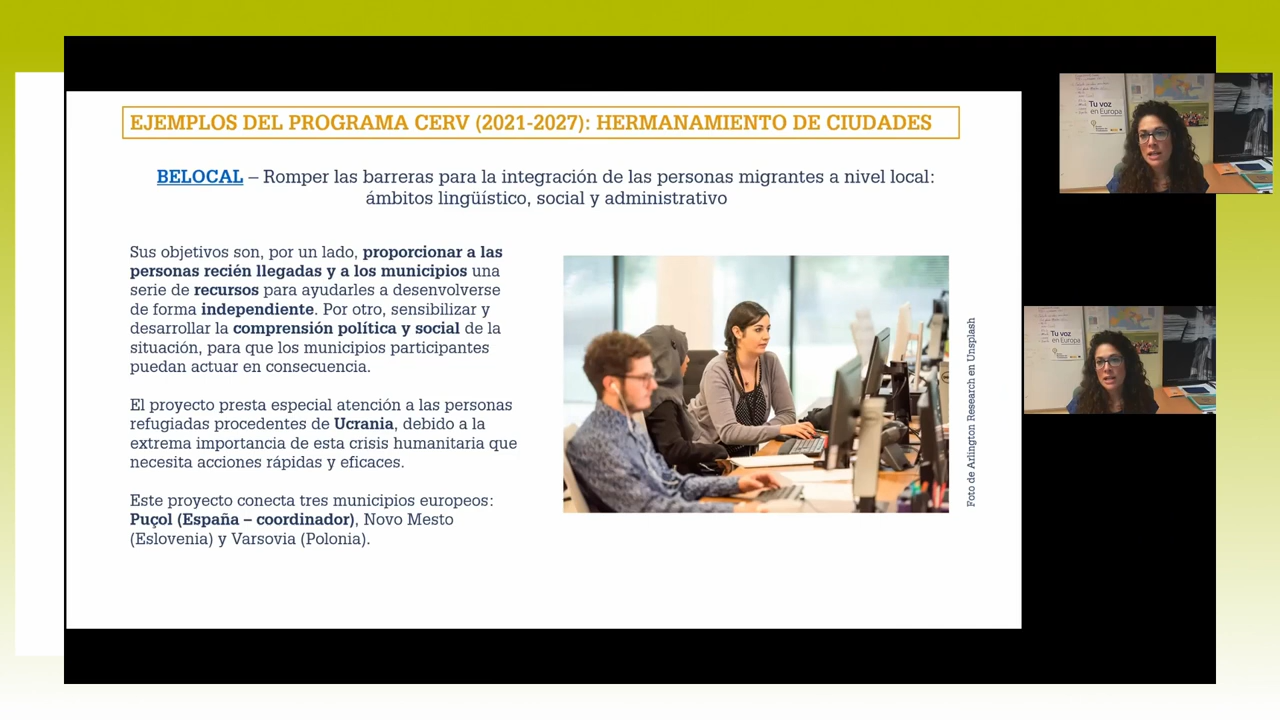 EJEMPLOS DEL PROGRAMA CERV (2021-2027): HERMANAMIENTO DE CIUDADES
BELOCAL – Romper las barreras para la integración de las personas migrantes a nivel local:
ámbitos lingüístico, social y administrativo
Sus objetivos son, por un lado, proporcionar a las
personas recién llegadas y a los municipios una
serie de recursos para ayudarles a desenvolverse
de forma independiente. Por otro, sensibilizar y
desarrollar la comprensión política y social de la
situación, para que los municipios participantes
puedan actuar en consecuencia.
El proyecto presta especial atención a las personas
refugiadas procedentes de Ucrania, debido a la
extrema importancia de esta crisis humanitaria que
necesita acciones rápidas y eficaces.
Este proyecto conecta tres municipios europeos:
Puçol (España – coordinador), Novo Mesto
(Eslovenia) y Varsovia (Polonia).
Foto de Arlington Research en Unsplash
Tu voz
en Europa
Tu voz
en Europa